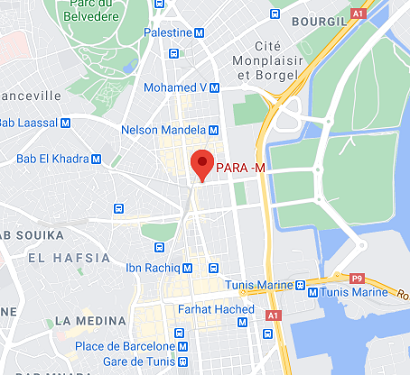 Parc du
Belvedere
BOURGIL
A1
Palestine M
Cité
Monplaisir
et Borgel
Mohamed V M
anceville
Bab Laassal M
Nelson Mandela M
Bab El Khadra M
PARA -M
AB SOUIKA
EL HAFSIA
Ibn Rachiq M
Tunis Marine
P9
Ro
M Tunis Marine
Farhat Hached
A1
LA MEDINA
NE
Place de Barcelone M
Gare de Tunis